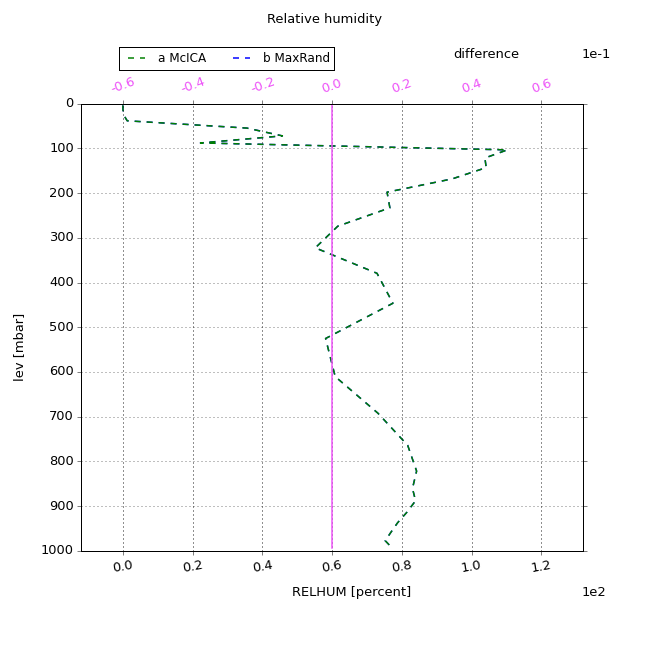 Relative humidity
a McICA b MaxRand
difference 1e-1
-0.6 -0.4 -0.2 0.0 0.2 0.4 0.6
0
100
200
300
400
500
600
700
800
900
1000
lev [mbar]
0.0 0.2 0.4 0.6 0.8 1.0 1.2
RELHUM [percent] 1e2